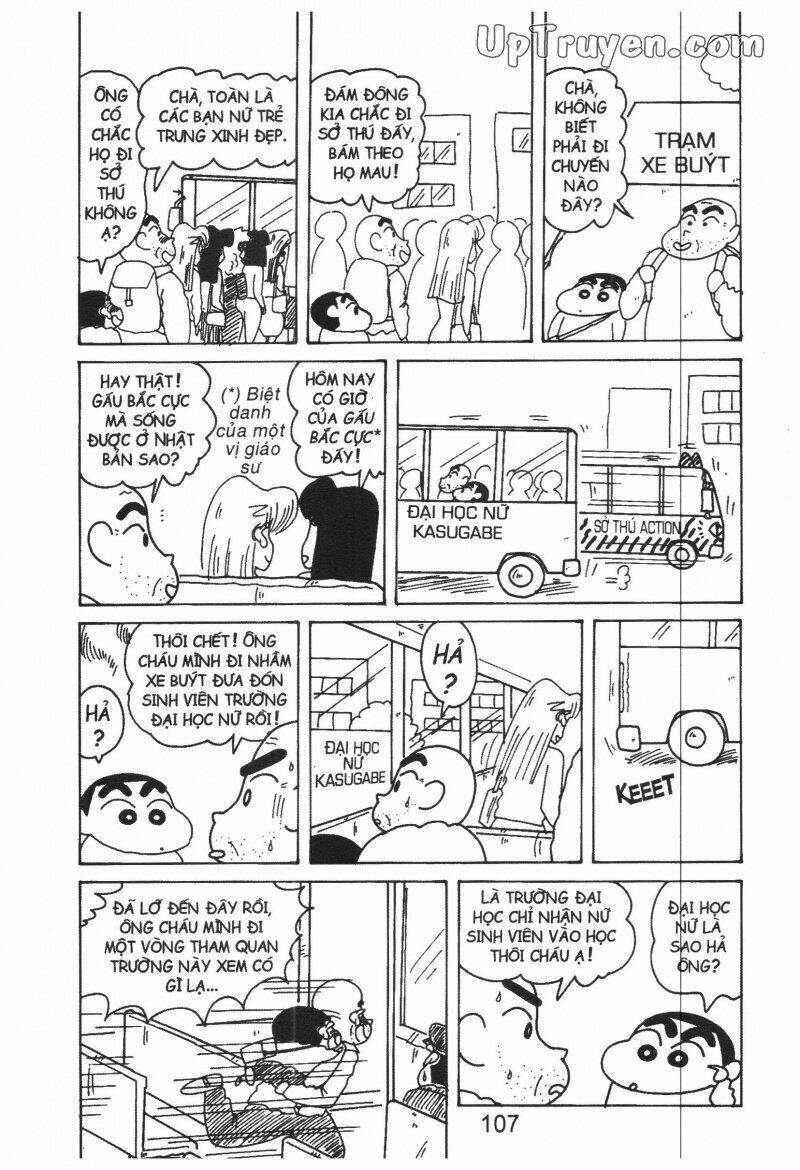 UpTruyen.com
CHÀ,
KHÔNG
BIẾT
PHẢI ĐI
CHUYẾN
NÀO
ĐÂY?
TRẠM
XE BUÝT
ĐÁM ĐÔNG
KIA CHẮC ĐI
SỞ THÚ ĐẤY,
BÁM THEO
HỌ MAU!
CHÀ, TOÀN LÀ
CÁC BẠN NỮ TRẺ
TRUNG XINH ĐẸP.
ÔNG
CÓ
CHẮC
HỌ ĐI
SỞ
THÚ
KHÔNG
Ạ?
ĐẠI HỌC NỮ
KASUGABE
SỞ THÚ ACTION
HÔM NAY
CÓ GIỜ
CỦA GẤU
BẮC CỰC*
ĐẤY!
(*) Biệt
danh
của một
vị giáo
sư
HAY THẬT!
GẤU BẮC CỰC
MÀ SỐNG
ĐƯỢC Ở NHẬT
BẢN SAO?
KEEET
HẢ
?
ĐẠI HỌC
NỮ
KASUGABE
THÔI CHẾT! ÔNG
CHÁU MÌNH ĐI NHẦM
XE BUÝT ĐƯA ĐÓN
SINH VIÊN TRƯỜNG
ĐẠI HỌC NỮ RỒI!
HẢ
?
ĐẠI HỌC
NỮ LÀ
SAO HẢ
ÔNG?
LÀ TRƯỜNG ĐẠI
HỌC CHỈ NHẬN NỮ
SINH VIÊN VÀO HỌC
THÔI CHÁU Ạ!
ĐÃ LỠ ĐẾN ĐÂY RỒI,
ÔNG CHÁU MÌNH ĐI
MỘT VÒNG THAM QUAN
TRƯỜNG NÀY XEM CÓ
GÌ LẠ...
107